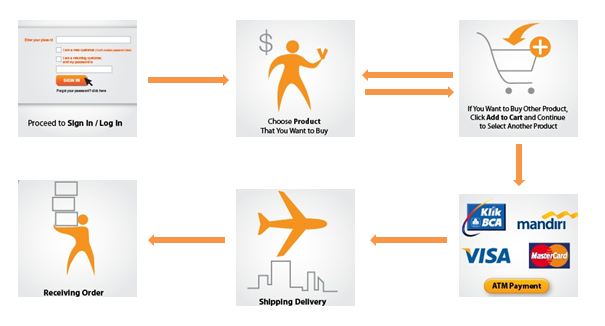 Enter your place id
I am a new customer
I am a returning customer,
and my password is
SIGN IN
Forgot your password? click here
Proceed to Sign In / Log In
$
Choose Product
That You Want to Buy
If You Want to Buy Other Product,
Click Add to Cart and Continue
to Select Another Product
Klik
BCA
mandiri
VISA
MasterCard
ATM Payment
Shipping Delivery
Receiving Order